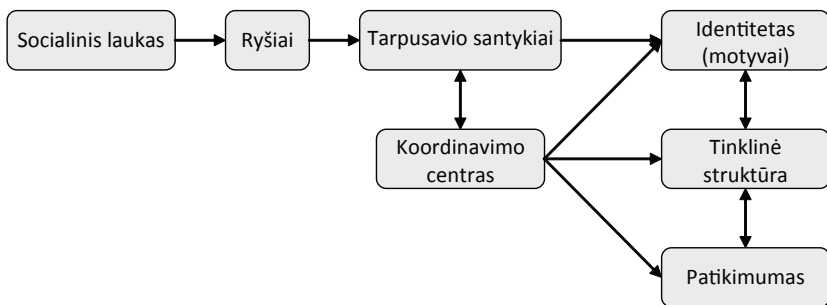 Socialinis laukas
Ryšiai
Tarpusavio santykiai
Identitetas
(motyvai)
Koordinavimo
centras
Tinklinė
struktūra
Patikimumas